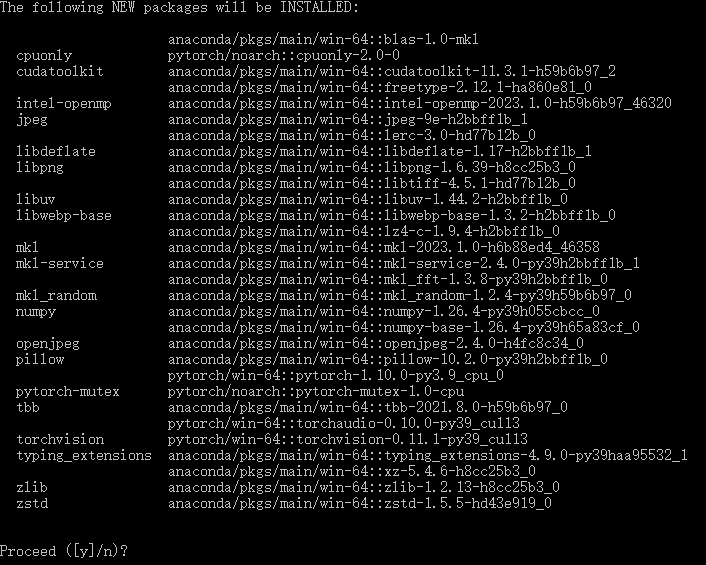 The following NEW packages will be INSTALLED:
anaconda/pkgs/main/win-64::blas-1.0-mkl
cpuonly pytorch/noarch::cpuonly-2.0-0
cudatoolkit anaconda/pkgs/main/win-64::cudatoolkit-11.3.1-h59b6b97_2
anaconda/pkgs/main/win-64::freetype-2.12.1-ha860e81_0
intel-openmp anaconda/pkgs/main/win-64::intel-openmp-2023.1.0-h59b6b97_46320
jpeg anaconda/pkgs/main/win-64::jpeg-9e-h2bbff1b_1
anaconda/pkgs/main/win-64::lerc-3.0-hd77b12b_0
libdeflate anaconda/pkgs/main/win-64::libdeflate-1.17-h2bbff1b_1
libpng anaconda/pkgs/main/win-64::libpng-1.6.39-h8cc25b3_0
anaconda/pkgs/main/win-64::libtiff-4.5.1-hd77b12b_0
libuv anaconda/pkgs/main/win-64::libuv-1.44.2-h2bbff1b_0
libwebp-base anaconda/pkgs/main/win-64::libwebp-base-1.3.2-h2bbff1b_0
anaconda/pkgs/main/win-64::lz4-c-1.9.4-h2bbff1b_0
mkl anaconda/pkgs/main/win-64::mkl-2023.1.0-h6b88ed4_46358
mkl-service anaconda/pkgs/main/win-64::mkl-service-2.4.0-py39h2bbff1b_1
anaconda/pkgs/main/win-64::mkl_fft-1.3.8-py39h2bbff1b_0
mkl_random anaconda/pkgs/main/win-64::mkl_random-1.2.4-py39h59b6b97_0
numpy anaconda/pkgs/main/win-64::numpy-1.26.4-py39h055cbcc_0
anaconda/pkgs/main/win-64::numpy-base-1.26.4-py39h65a83cf_0
openjpeg anaconda/pkgs/main/win-64::openjpeg-2.4.0-h4fc8c34_0
pillow anaconda/pkgs/main/win-64::pillow-10.2.0-py39h2bbff1b_0
pytorch/win-64::pytorch-1.10.0-py3.9_cpu_0
pytorch-mutex pytorch/noarch::pytorch-mutex-1.0-cpu
tbb anaconda/pkgs/main/win-64::tbb-2021.8.0-h59b6b97_0
pytorch/win-64::torchaudio-0.10.0-py39_cu113
torchvision pytorch/win-64::torchvision-0.11.1-py39_cu113
typing_extensions anaconda/pkgs/main/win-64::typing_extensions-4.9.0-py39haa95532_1
anaconda/pkgs/main/win-64::xz-5.4.6-h8cc25b3_0
zlib anaconda/pkgs/main/win-64::zlib-1.2.13-h8cc25b3_0
zstd anaconda/pkgs/main/win-64::zstd-1.5.5-hd43e919_0
Proceed ([y]/n)?